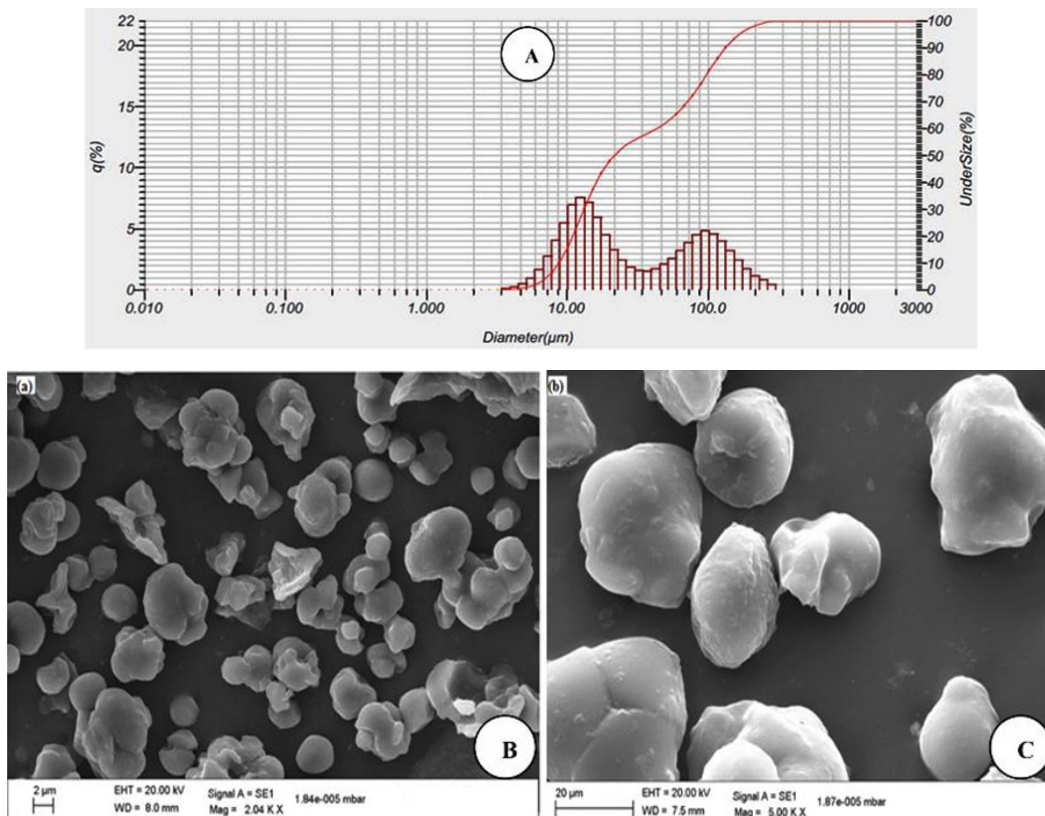 A
q(%)
22
20
15
10
5
0
UnderSize(%)
100
90
80
70
60
50
40
30
20
10
0
0.010 0.100 1.000 10.00 100.0 1000 3000
Diameter(µm)
(a)
B
2 µm
EHT = 20.00 kV
WD = 8.0 mm
Signal A = SE1
Mag = 2.04 K X
1.84e-005 mbar
(b)
C
20 µm
EHT = 20.00 kV
WD = 7.5 mm
Signal A = SE1
Mag = 5.00 K X
1.87e-005 mbar